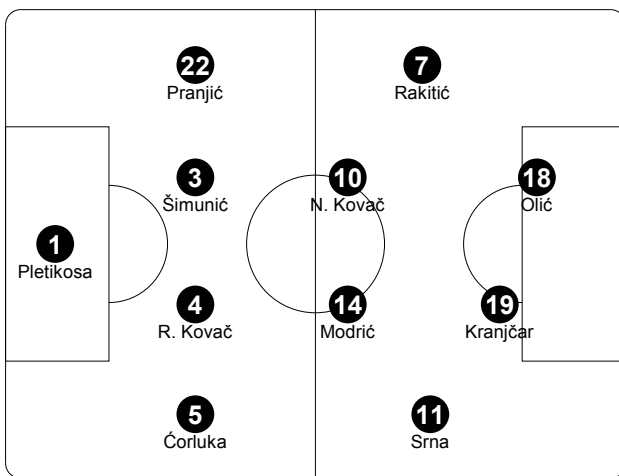 22
Pranjić
7
Rakitić
3
Šimunić
10
N. Kovač
18
Olić
1
Pletikosa
4
R. Kovač
14
Modrić
19
Kranjčar
5
Ćorluka
11
Srna